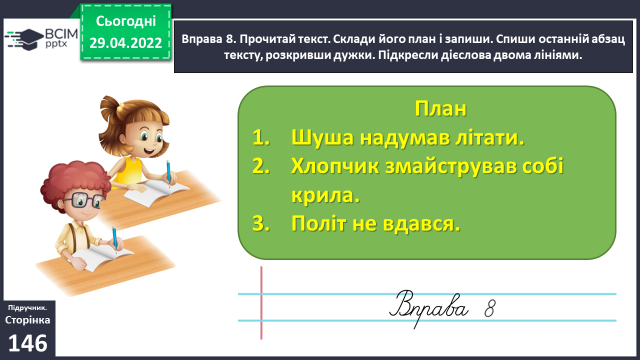 Сьогодні
29.04.2022
ВСІМ
pptx
Вправа 8. Прочитай текст. Склади його план і запиши. Спиши останній абзац
тексту, розкривши дужки. Підкресли дієслова двома лініями.
План
1. Шуша надумав літати.
2. Хлопчик змайстрував собі
крила.
3. Політ не вдався.
Вправа 8
Підручник.
Сторінка
146